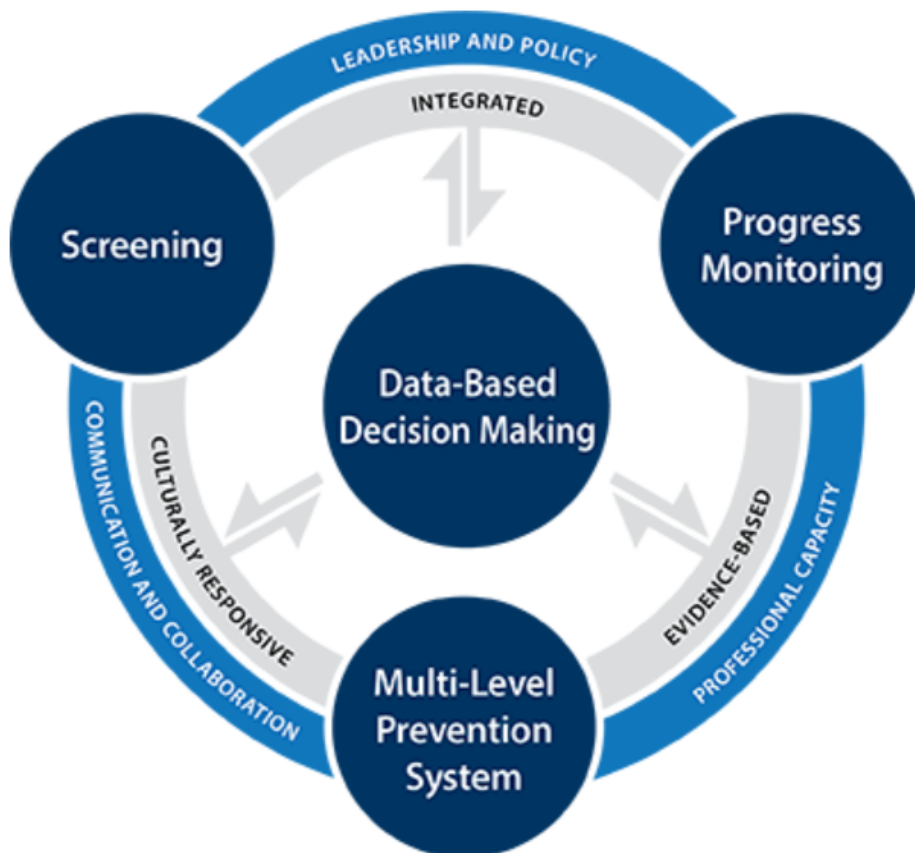 LEADERSHIP AND POLICY
INTEGRATED
Screening
Progress
Monitoring
Data-Based
Decision Making
COMMUNICATION AND COLLABORATION
CULTURALLY RESPONSIVE
EVIDENCE-BASED
PROFESSIONAL CAPACITY
Multi-Level
Prevention
System